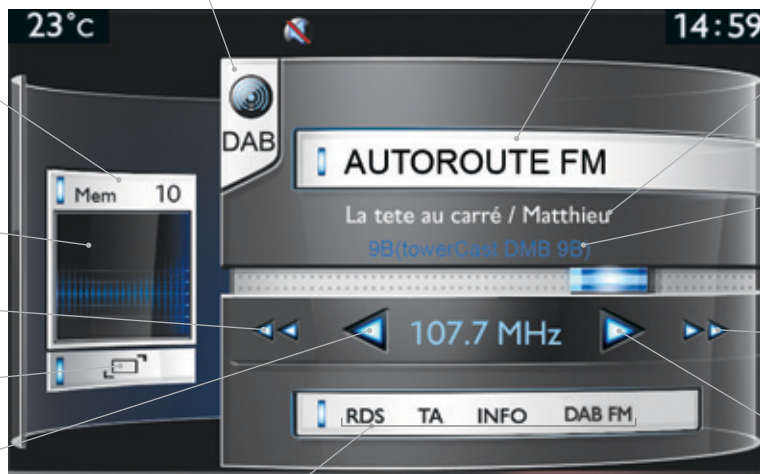 23°C
14:59
DAB
AUTOROUTE FM
Mem 10
La tete au carré / Matthieu
9B(towerCast DMB 9B)
107.7 MHz
RDS TA INFO DAB FM